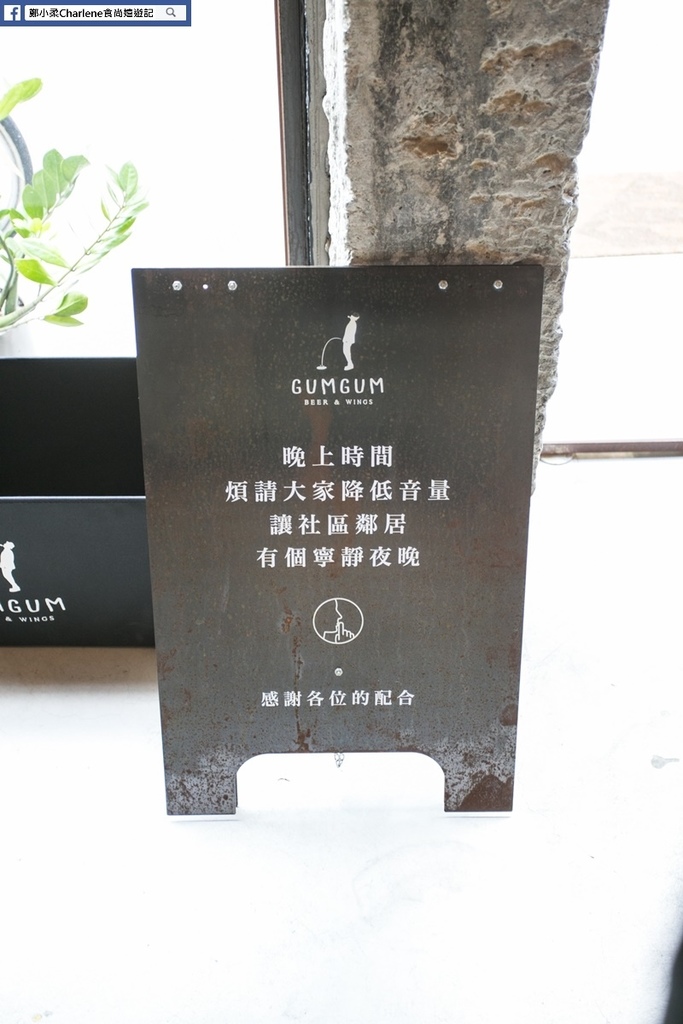 鄭小柔Charlene食尚嬉遊記
GUMGUM
BEER & WINGS
晚上時間
煩請大家降低音量
讓社區鄰居
有個寧靜夜晚
感謝各位的配合
GUM
& WINGS